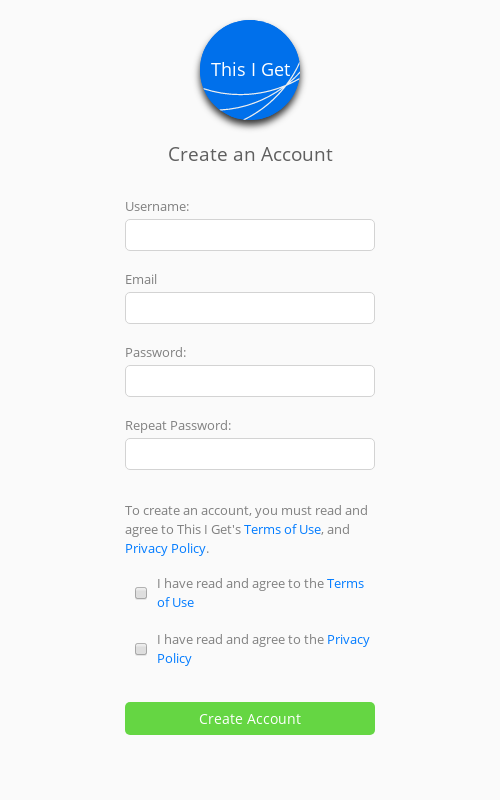 This I Get
Create an Account
Username:
Email
Password:
Repeat Password:
To create an account, you must read and
agree to This I Get's Terms of Use, and
Privacy Policy.
I have read and agree to the Terms
of Use
I have read and agree to the Privacy
Policy
Create Account